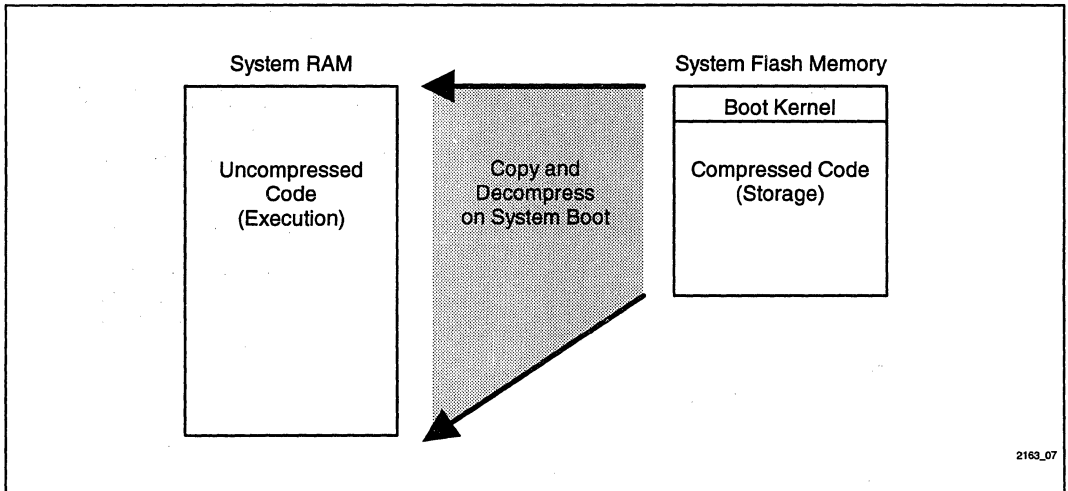 System RAM
Uncompressed
Code
(Execution)
Copy and
Decompress
on System Boot
System Flash Memory
Boot Kernel
Compressed Code
(Storage)
2163_07